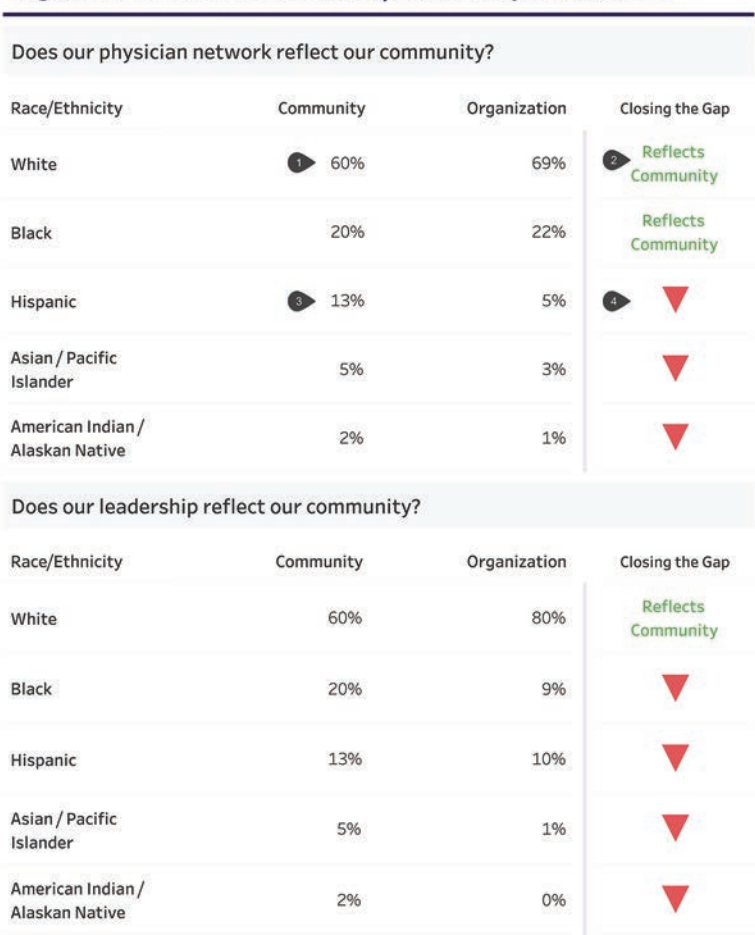 Does our physician network reflect our community?
Race/Ethnicity Community Organization Closing the Gap
White 1 60% 69% 2 Reflects
Community
Black 20% 22% Reflects
Community
Hispanic 3 13% 5% 4
Asian / Pacific
Islander 5% 3%
American Indian /
Alaskan Native 2% 1%
Does our leadership reflect our community?
Race/Ethnicity Community Organization Closing the Gap
White 60% 80% Reflects
Community
Black 20% 9%
Hispanic 13% 10%
Asian / Pacific
Islander 5% 1%
American Indian /
Alaskan Native 2% 0%